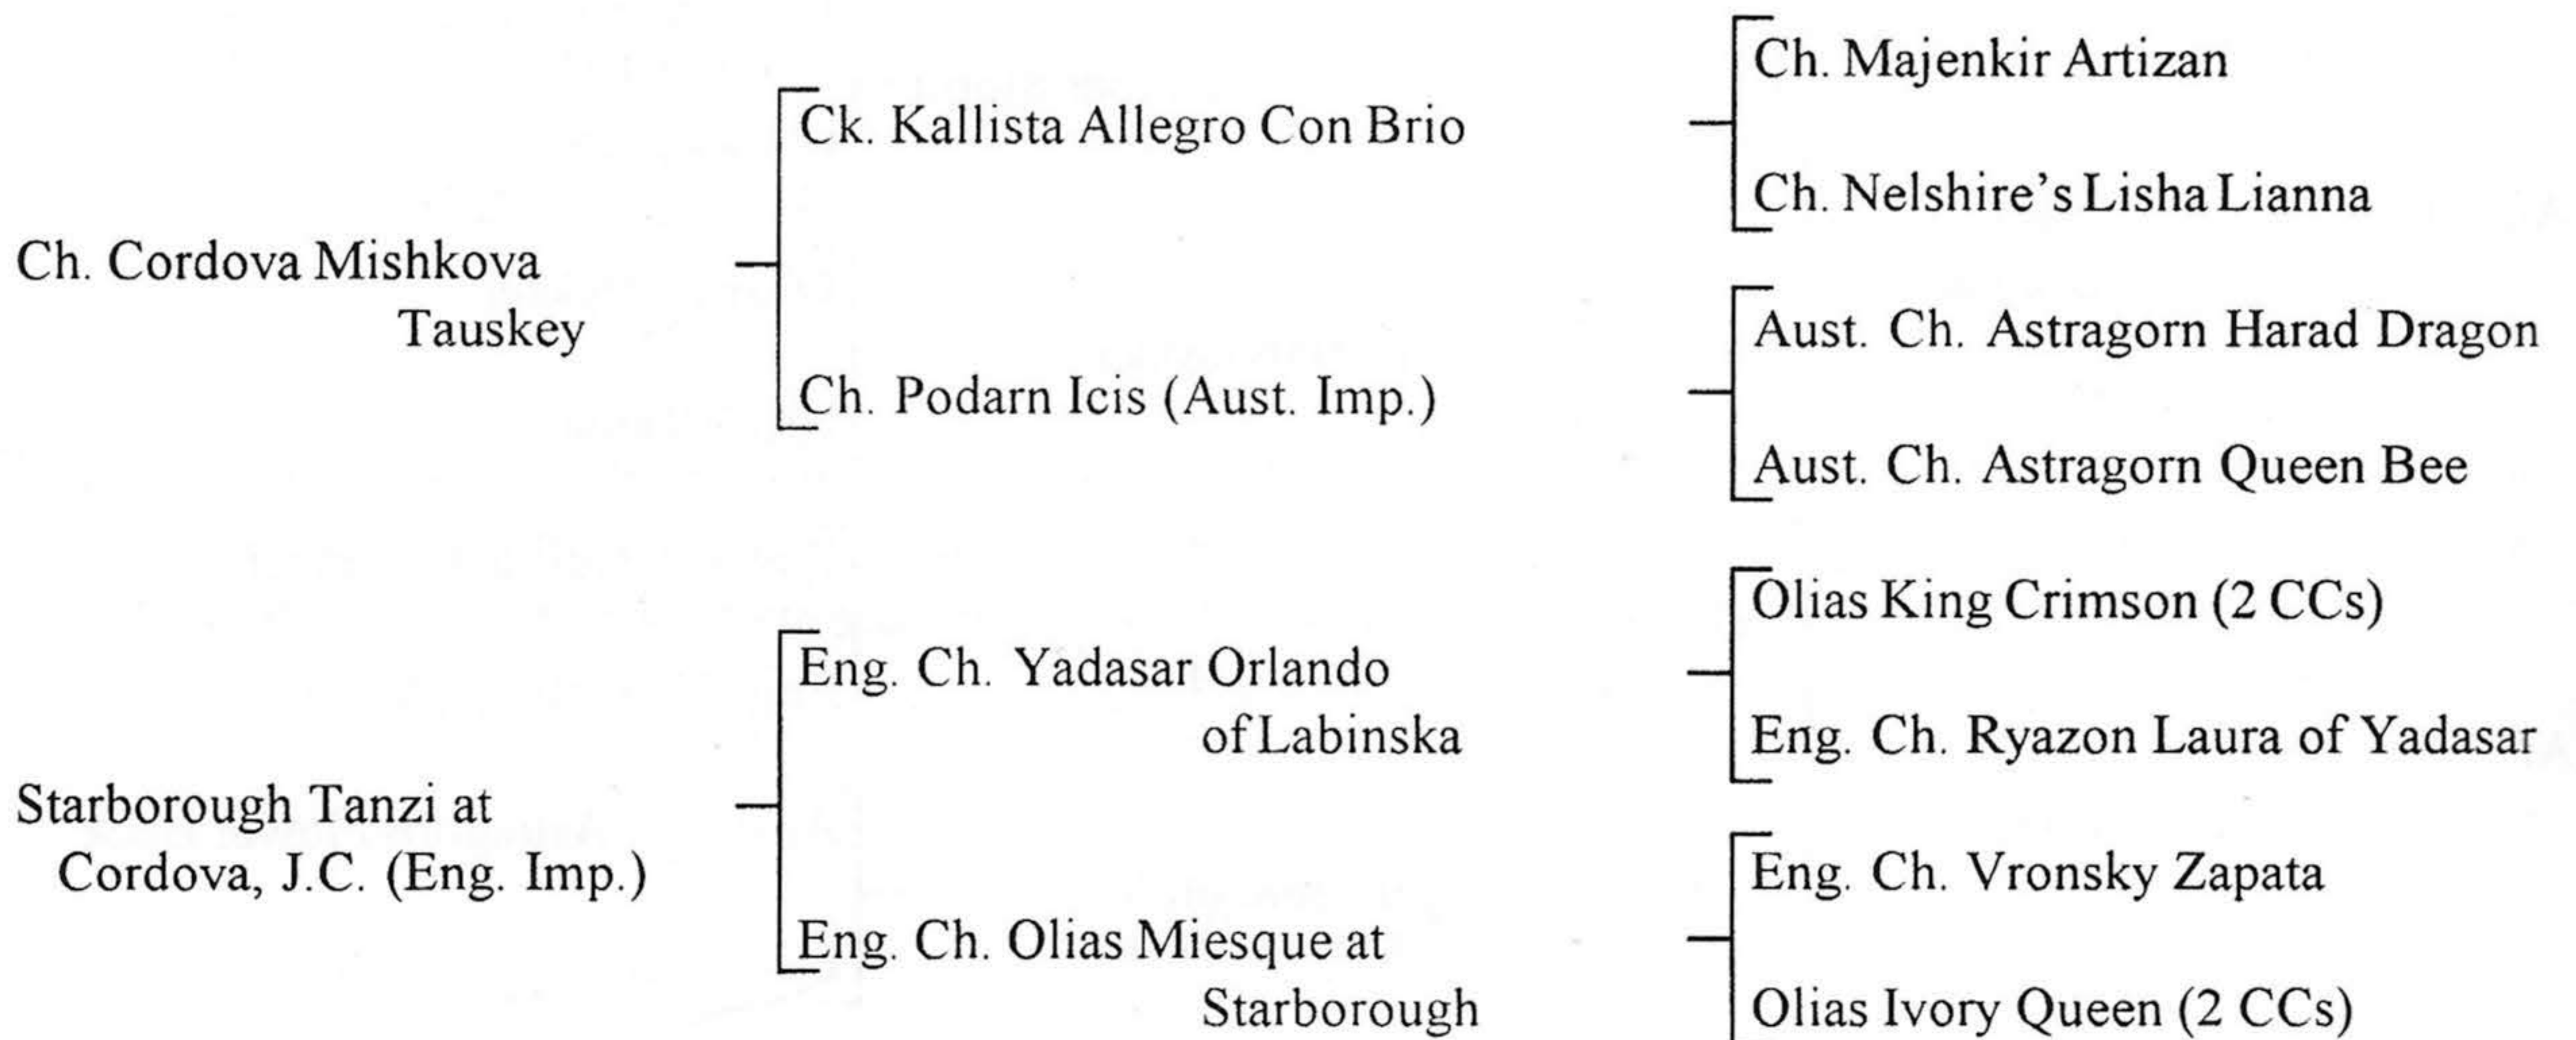 Ch. Majenkir Artizan
Ck. Kallista Allegro Con Brio
Ch. Nelshire's Lisha Lianna
Ch. Cordova Mishkova
Tauskey
Aust. Ch. Astragorn Harad Dragon
Ch. Podarn Icis (Aust. Imp.)
Aust. Ch. Astragorn Queen Bee
Olias King Crimson (2 CCs)
Eng. Ch. Yadasar Orlando
of Labinska
Eng. Ch. Ryazon Laura of Yadasar
Starborough Tanzi at
Cordova, J.C. (Eng. Imp.)
Eng. Ch. Vronsky Zapata
Eng. Ch. Olias Miesque at
Starborough
Olias Ivory Queen (2 CCs)